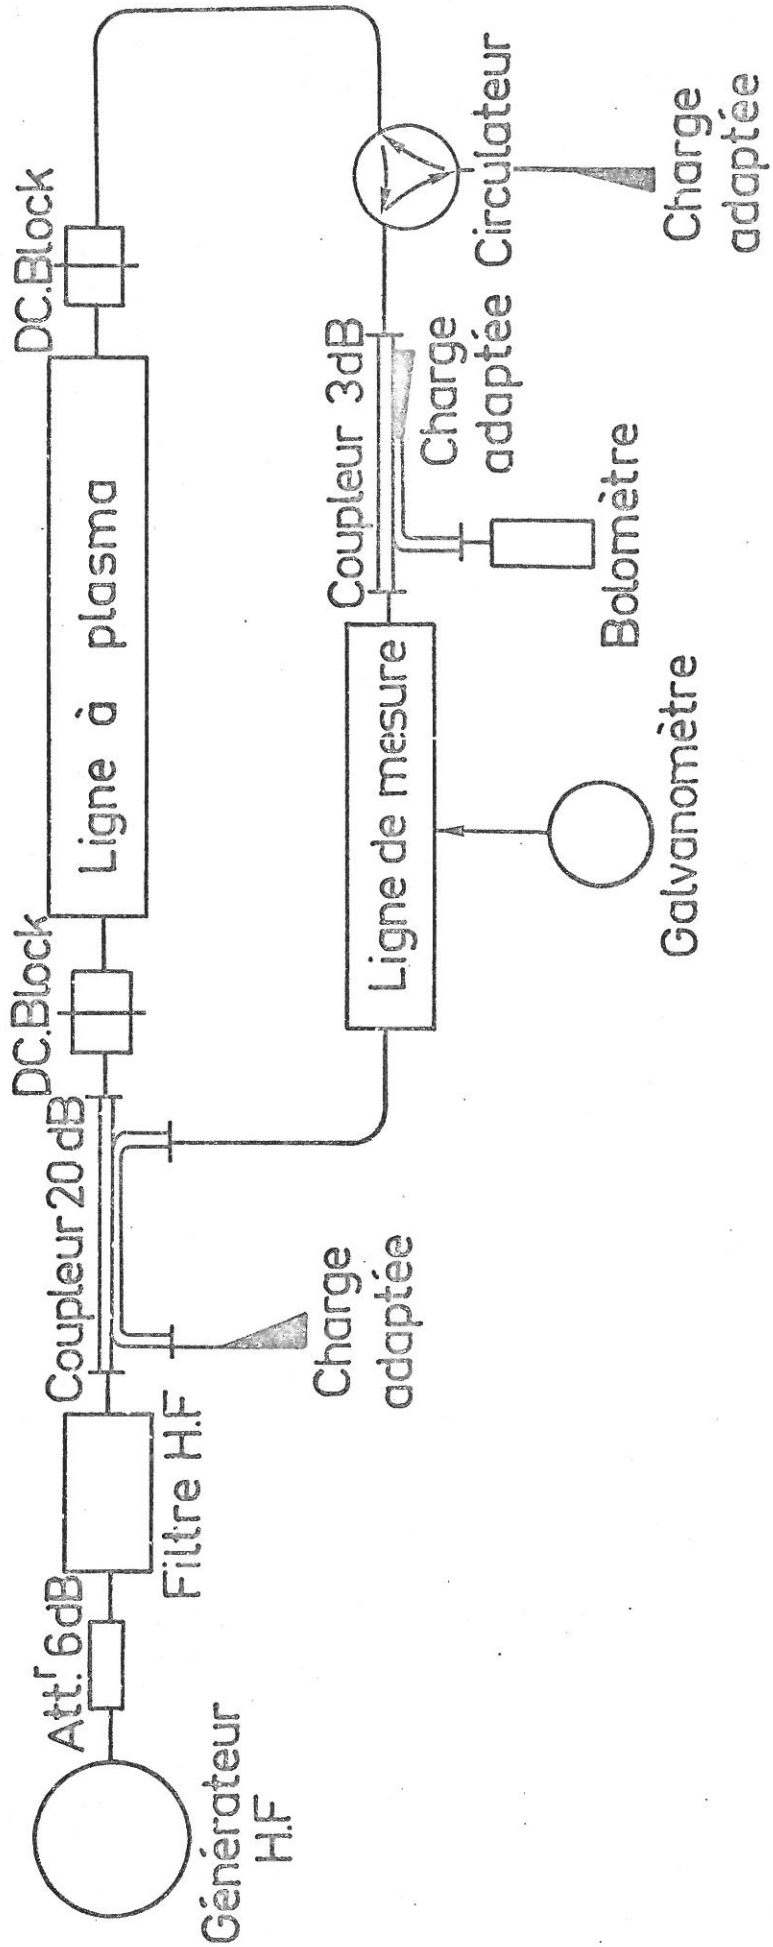 Générateur
H.F
Att.r 6dB
Filtre H.F
Coupleur 20 dB
Charge
adaptée
DC.Block
Ligne à plasma
DC.Block
Ligne de mesure
Galvanomètre
Coupleur 3dB
Charge
adaptée
Bolomètre
Circulateur
Charge
adaptée